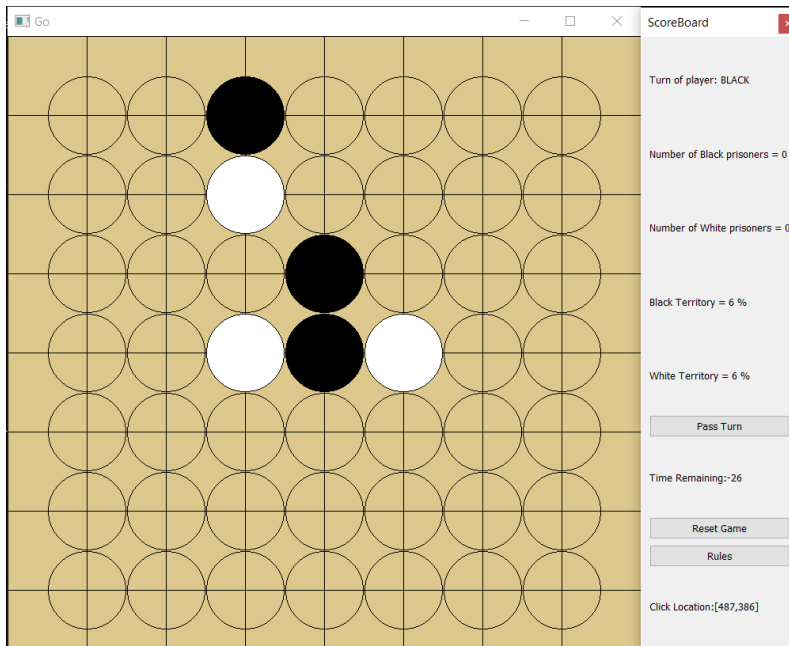 Go
ScoreBoard
Turn of player: BLACK
Number of Black prisoners = 0
Number of White prisoners = 0
Black Territory = 6 %
White Territory = 6 %
Pass Turn
Time Remaining:-26
Reset Game
Rules
Click Location:[487,386]